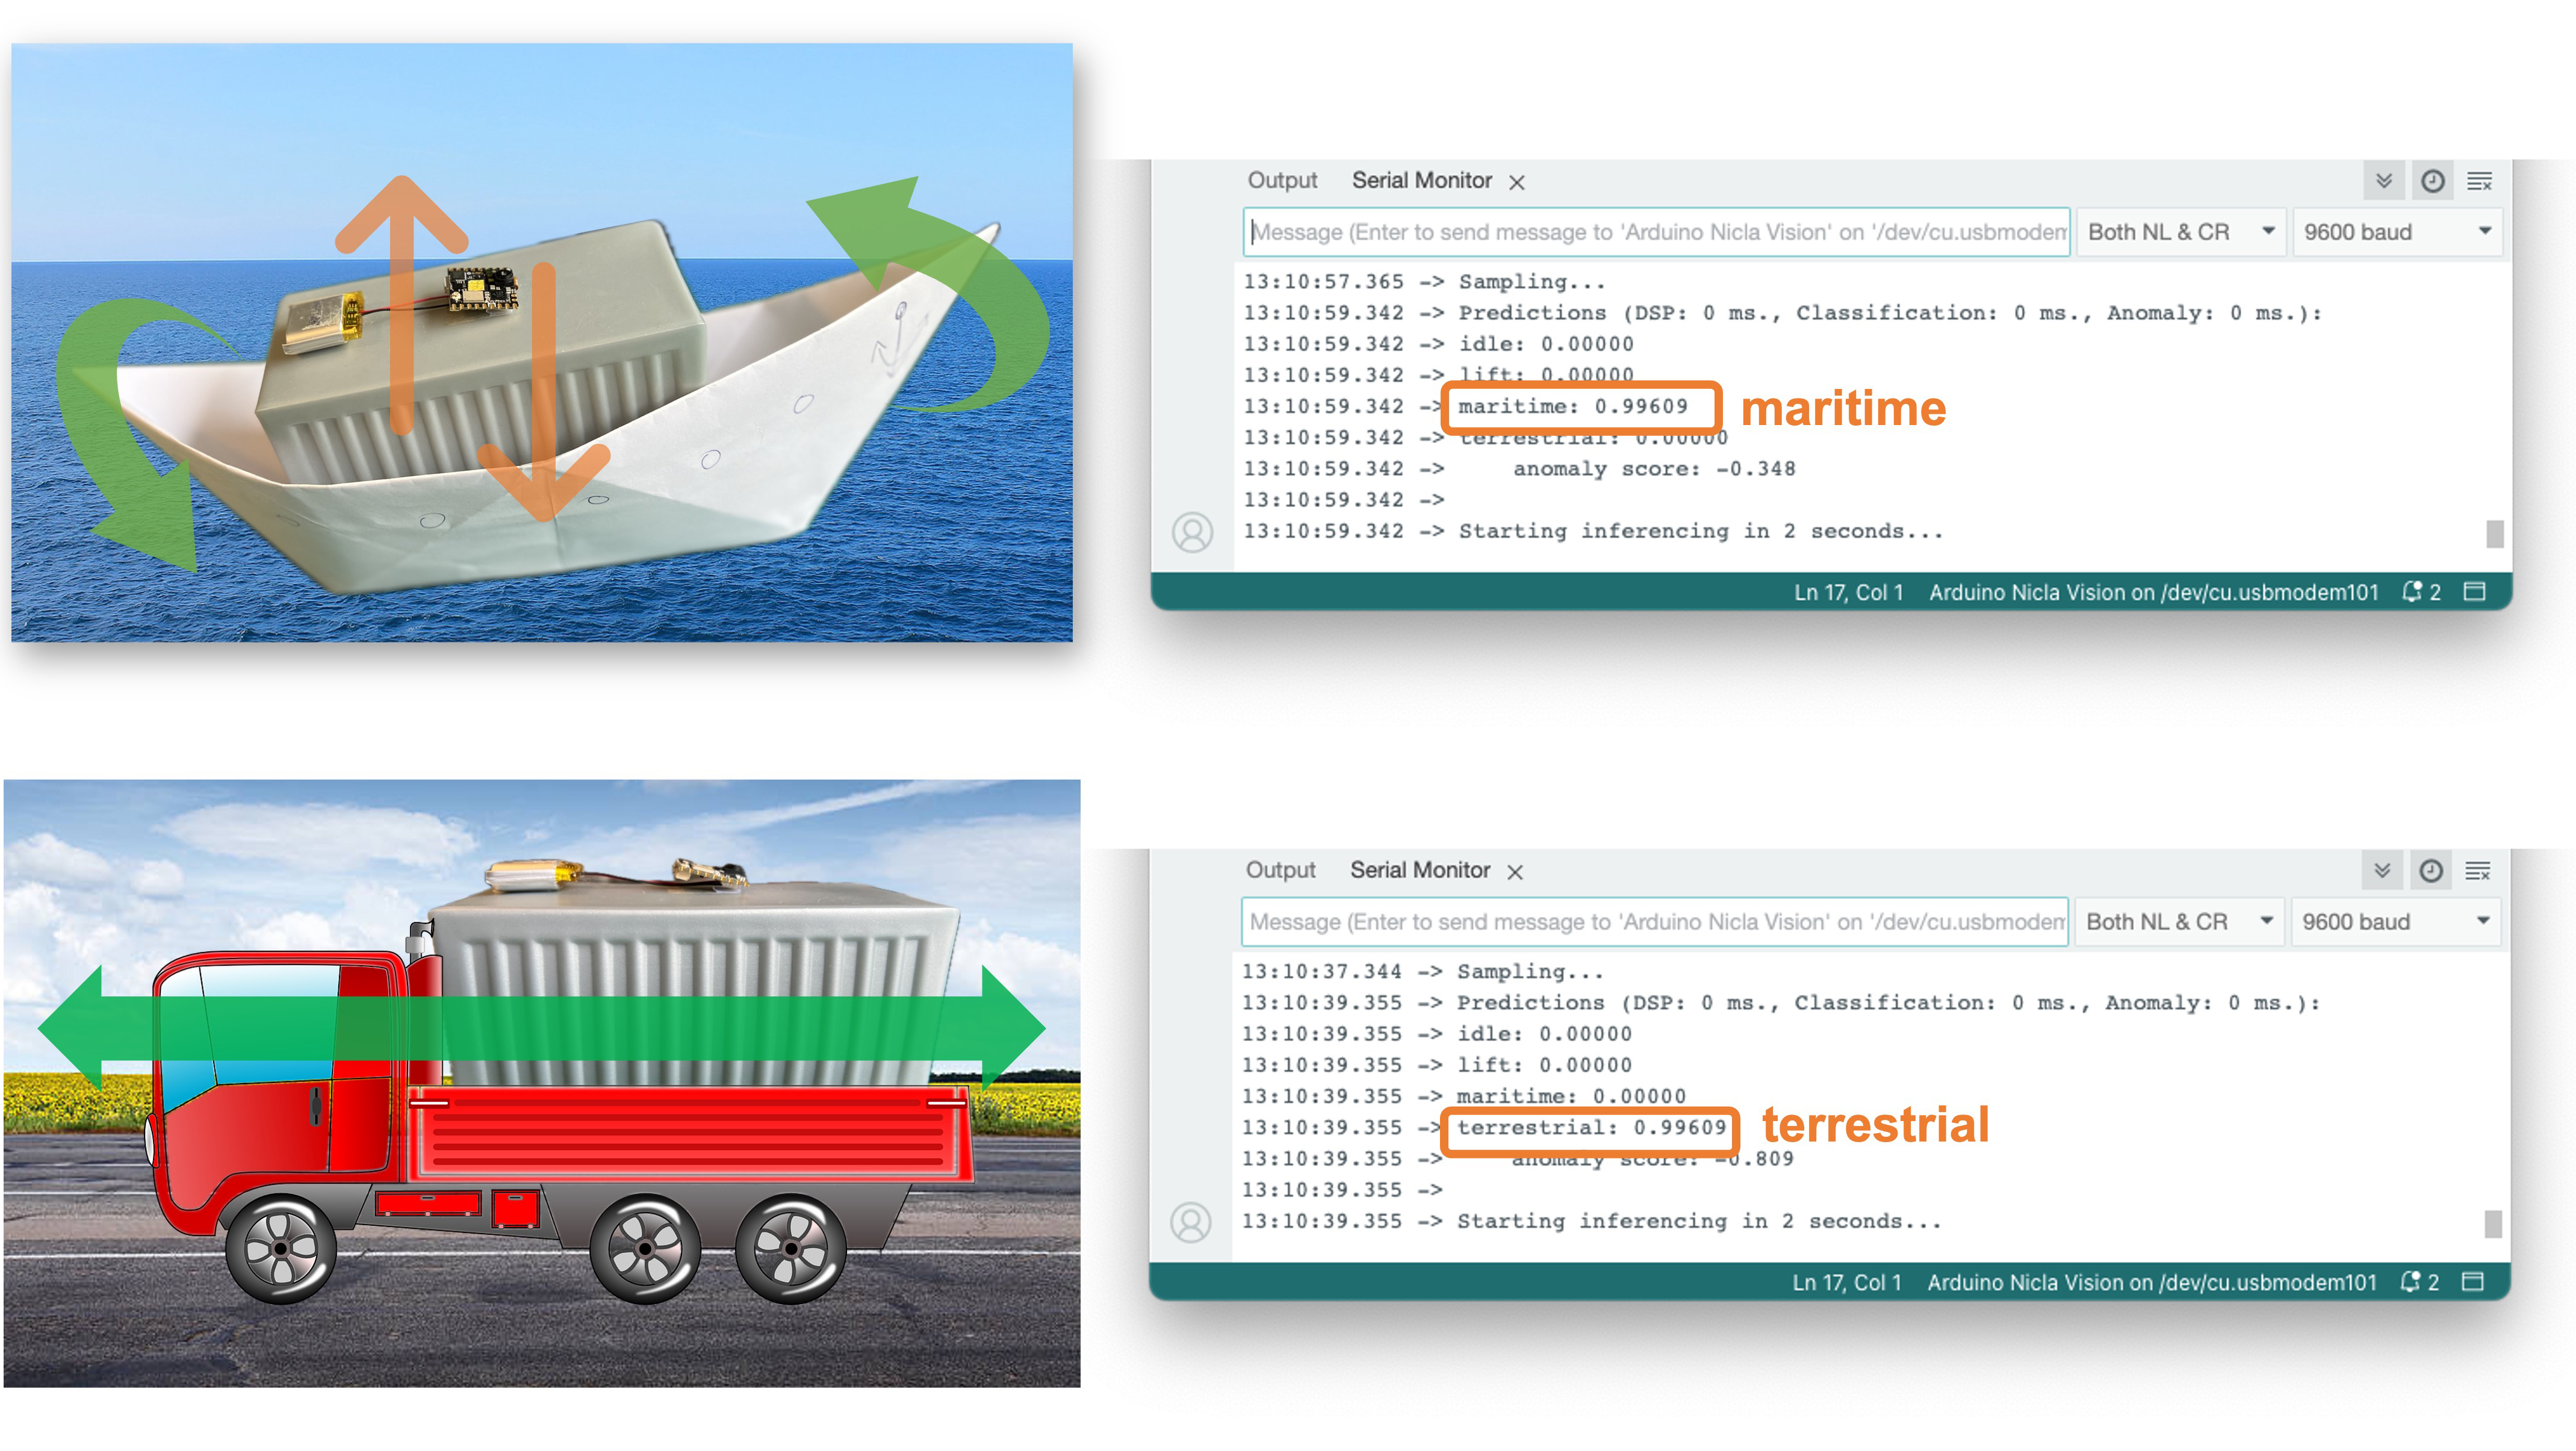 Output Serial Monitor
Message (Enter to send message to 'Arduino Nicla Vision' on '/dev/cu.usbmodem Both NL & CR 9600 baud
13:10:57.365 -> Sampling...
13:10:59.342 -> Predictions (DSP: 0 ms., Classification: 0 ms., Anomaly: 0 ms.):
13:10:59.342 -> idle: 0.00000
13:10:59.342 -> lift: 0.00000
13:10:59.342 -> maritime: 0.99609 maritime
13:10:59.342 -> terrestrial: 0.00000
13:10:59.342 -> anomaly score: -0.348
13:10:59.342 ->
13:10:59.342 -> Starting inferencing in 2 seconds...
Ln 17, Col 1 Arduino Nicla Vision on /dev/cu.usbmodem101 2
Output Serial Monitor
Message (Enter to send message to 'Arduino Nicla Vision' on '/dev/cu.usbmodem Both NL & CR 9600 baud
13:10:37.344 -> Sampling...
13:10:39.355 -> Predictions (DSP: 0 ms., Classification: 0 ms., Anomaly: 0 ms.):
13:10:39.355 -> idle: 0.00000
13:10:39.355 -> lift: 0.00000
13:10:39.355 -> maritime: 0.00000
13:10:39.355 -> terrestrial: 0.99609 terrestrial
13:10:39.355 -> anomaly score: -0.809
13:10:39.355 ->
13:10:39.355 -> Starting inferencing in 2 seconds...
Ln 17, Col 1 Arduino Nicla Vision on /dev/cu.usbmodem101 2